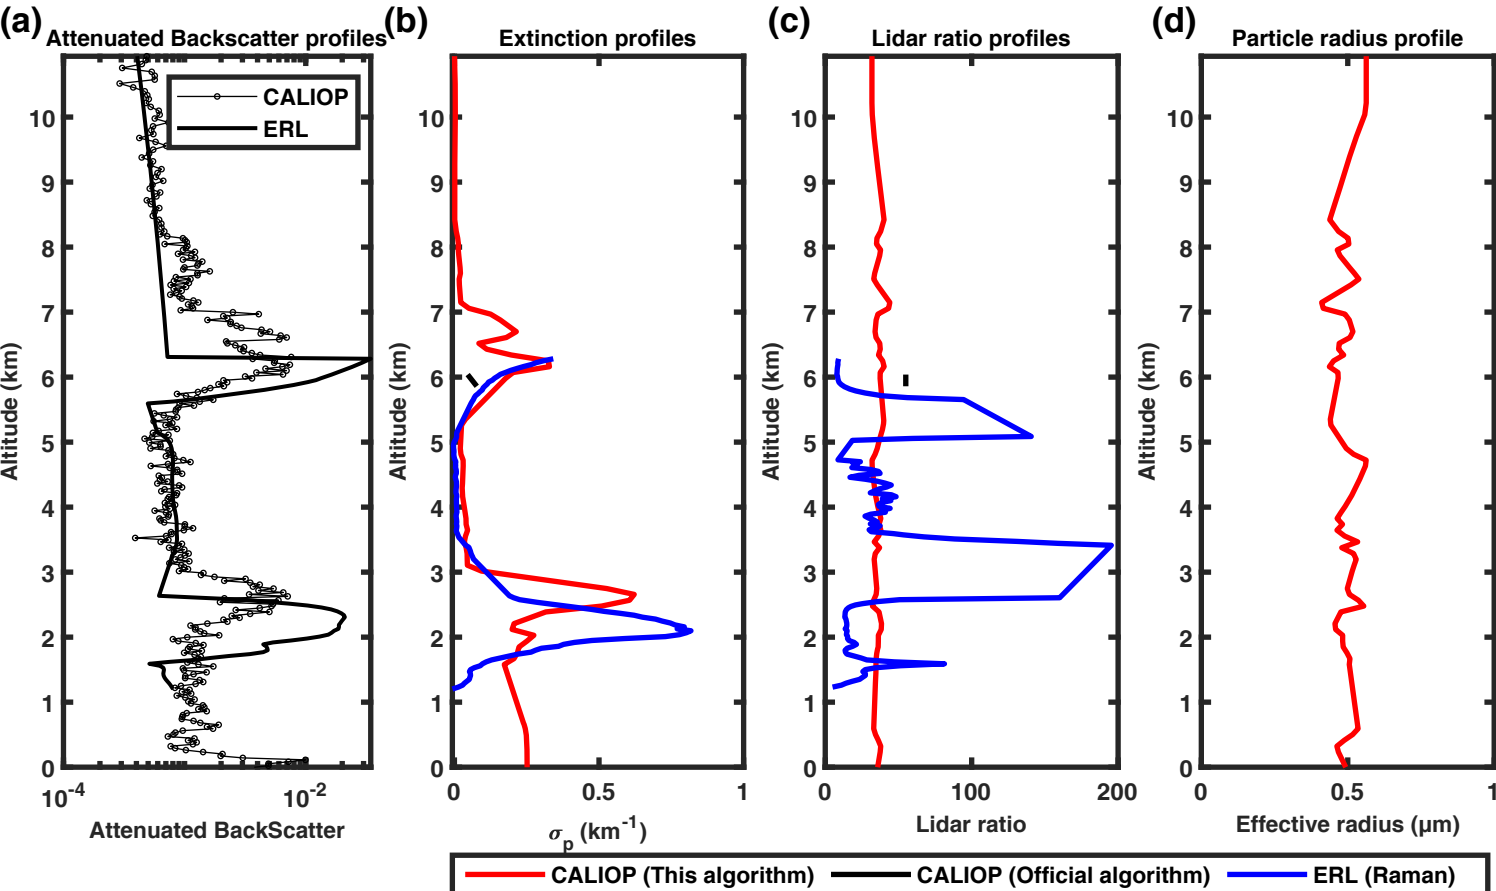 (a) (b) (c) (d)
Attenuated Backscatter profiles Extinction profiles Lidar ratio profiles Particle radius profile
CALIOP
ERL
10 10 10 10
9 9 9 9
8 8 8 8
7 7 7 7
6 6 6 6
5 5 5 5
4 4 4 4
3 3 3 3
2 2 2 2
1 1 1 1
0 0 0 0
Altitude (km) Altitude (km) Altitude (km) Altitude (km)
10⁻⁴ 10⁻² 0 0.5 1 0 100 200 0 0.5 1
Attenuated BackScatter σₚ (km⁻¹) Lidar ratio Effective radius (μm)
CALIOP (This algorithm) CALIOP (Official algorithm) ERL (Raman)